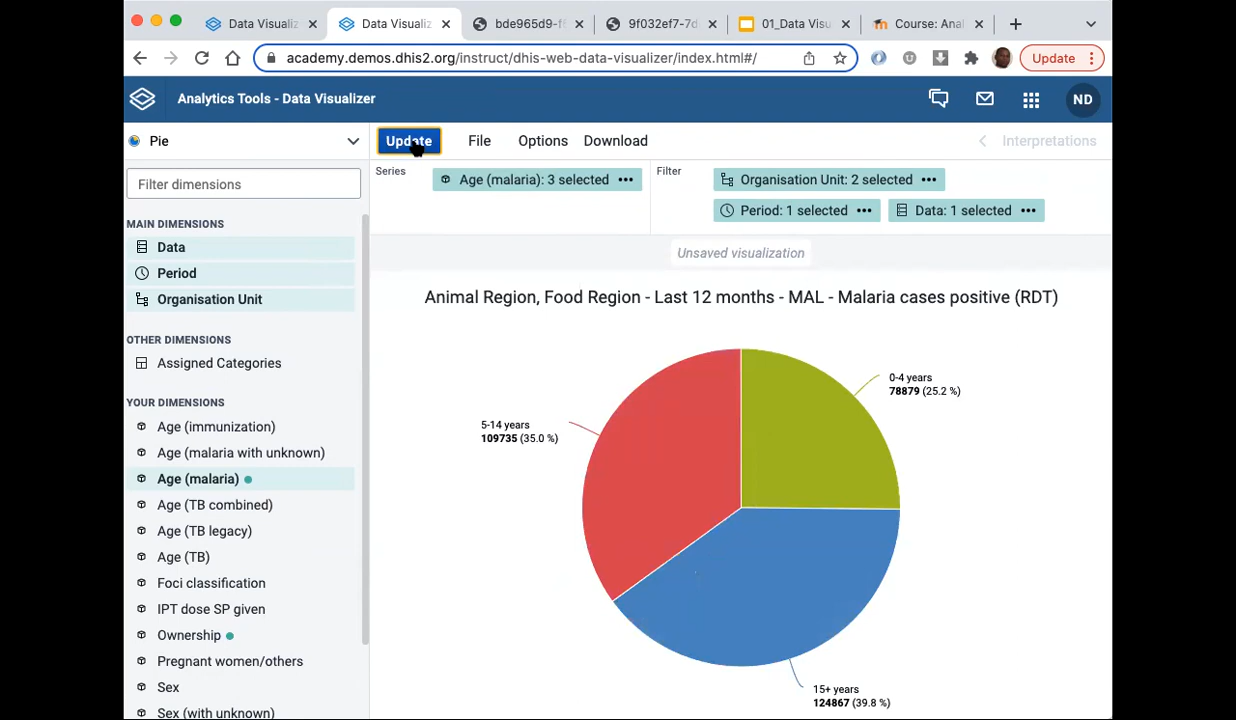 Data Visualiz
Data Visualiz
bde965d9-f
9f032ef7-7d
01_Data Visu
Course: Anal
academy.demos.dhis2.org/instruct/dhis-web-data-visualizer/index.html#/
Update
Analytics Tools - Data Visualizer
ND
Pie
Update
File
Options
Download
Interpretations
Filter dimensions
Series
Age (malaria): 3 selected
Filter
Organisation Unit: 2 selected
Period: 1 selected
Data: 1 selected
MAIN DIMENSIONS
Data
Period
Organisation Unit
OTHER DIMENSIONS
Assigned Categories
YOUR DIMENSIONS
Age (immunization)
Age (malaria with unknown)
Age (malaria)
Age (TB combined)
Age (TB legacy)
Age (TB)
Foci classification
IPT dose SP given
Ownership
Pregnant women/others
Sex
Sex (with unknown)
Unsaved visualization
Animal Region, Food Region - Last 12 months - MAL - Malaria cases positive (RDT)
0-4 years
78879 (25.2 %)
5-14 years
109735 (35.0 %)
15+ years
124867 (39.8 %)